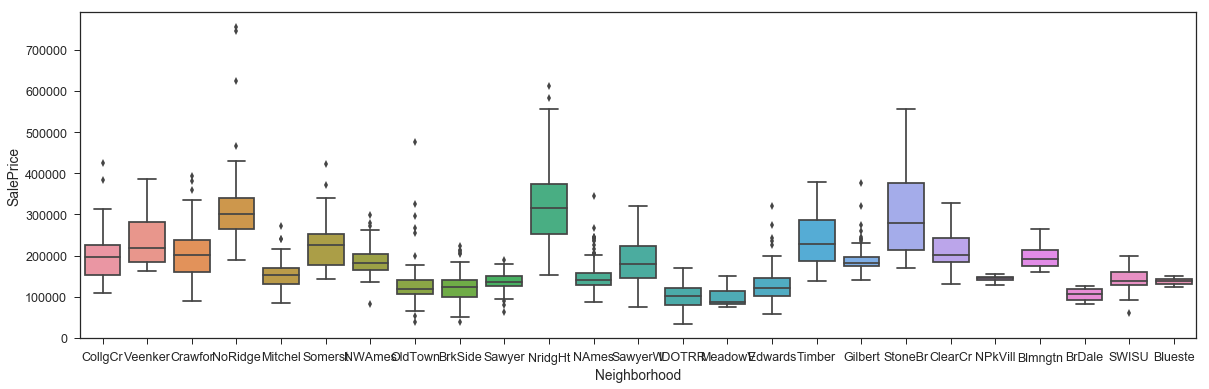 SalePrice
700000
600000
500000
400000
300000
200000
100000
0
CollgCr Veenker Crawfor NoRidge Mitchel Somerst NWAmes OldTown BrkSide Sawyer NridgHt NAmes SawyerW IDOTRR MeadowV Edwards Timber Gilbert StoneBr ClearCr NPkVill Blmngtn BrDale SWISU Blueste
Neighborhood